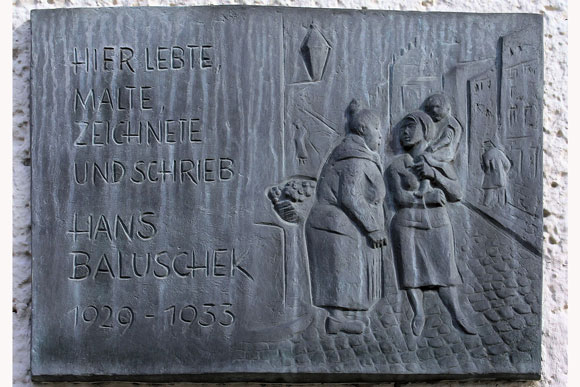 HIER LEBTE,
MALTE,
ZEICHNETE
UND SCHRIEB
HANS
BALUSCHEK
1929-1933